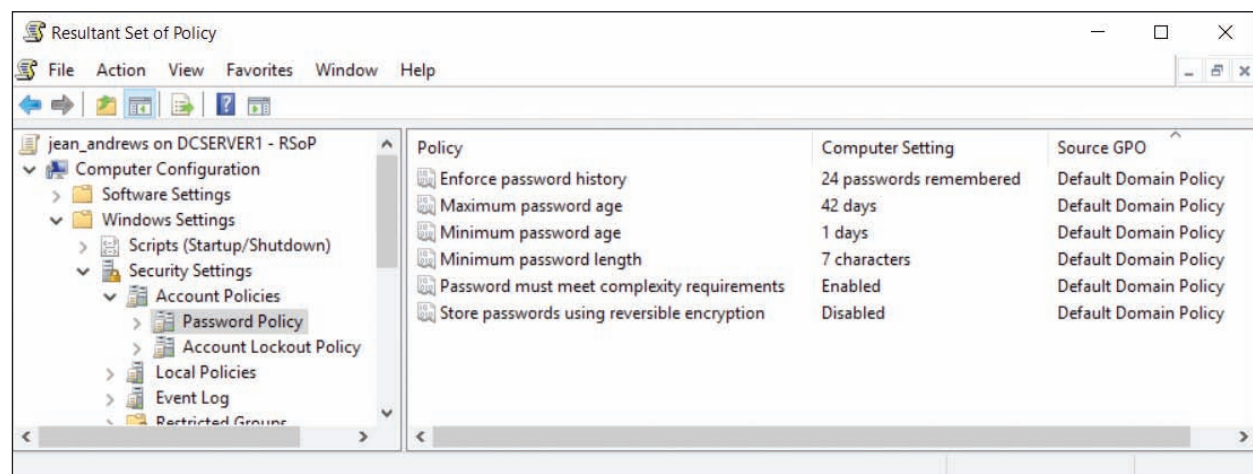 Resultant Set of Policy
File Action View Favorites Window Help
jean_andrews on DCSERVER1 - RSoP
Computer Configuration
Software Settings
Windows Settings
Scripts (Startup/Shutdown)
Security Settings
Account Policies
Password Policy
Account Lockout Policy
Local Policies
Event Log
Restricted Groups
Policy Computer Setting Source GPO
Enforce password history 24 passwords remembered Default Domain Policy
Maximum password age 42 days Default Domain Policy
Minimum password age 1 days Default Domain Policy
Minimum password length 7 characters Default Domain Policy
Password must meet complexity requirements Enabled Default Domain Policy
Store passwords using reversible encryption Disabled Default Domain Policy